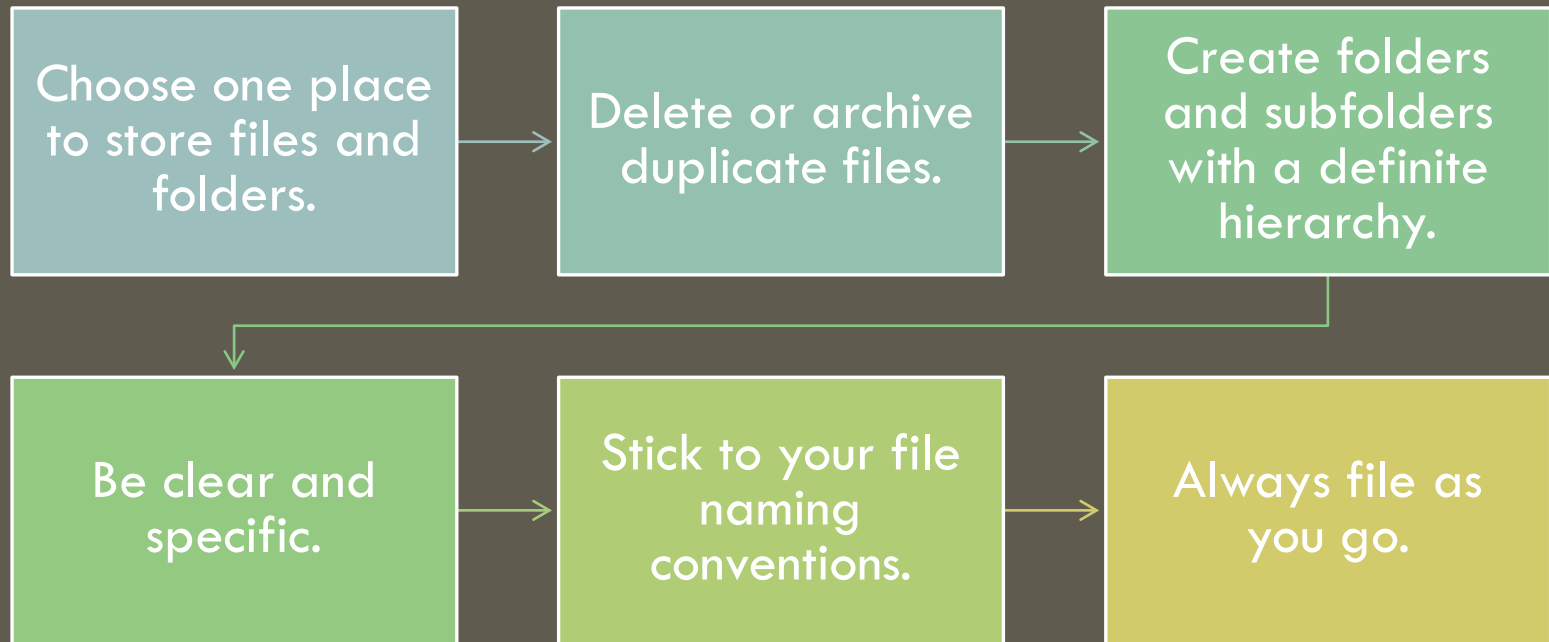 Choose one place
to store files and
folders.
Delete or archive
duplicate files.
Create folders
and subfolders
with a definite
hierarchy.
Be clear and
specific.
Stick to your file
naming
conventions.
Always file as
you go.